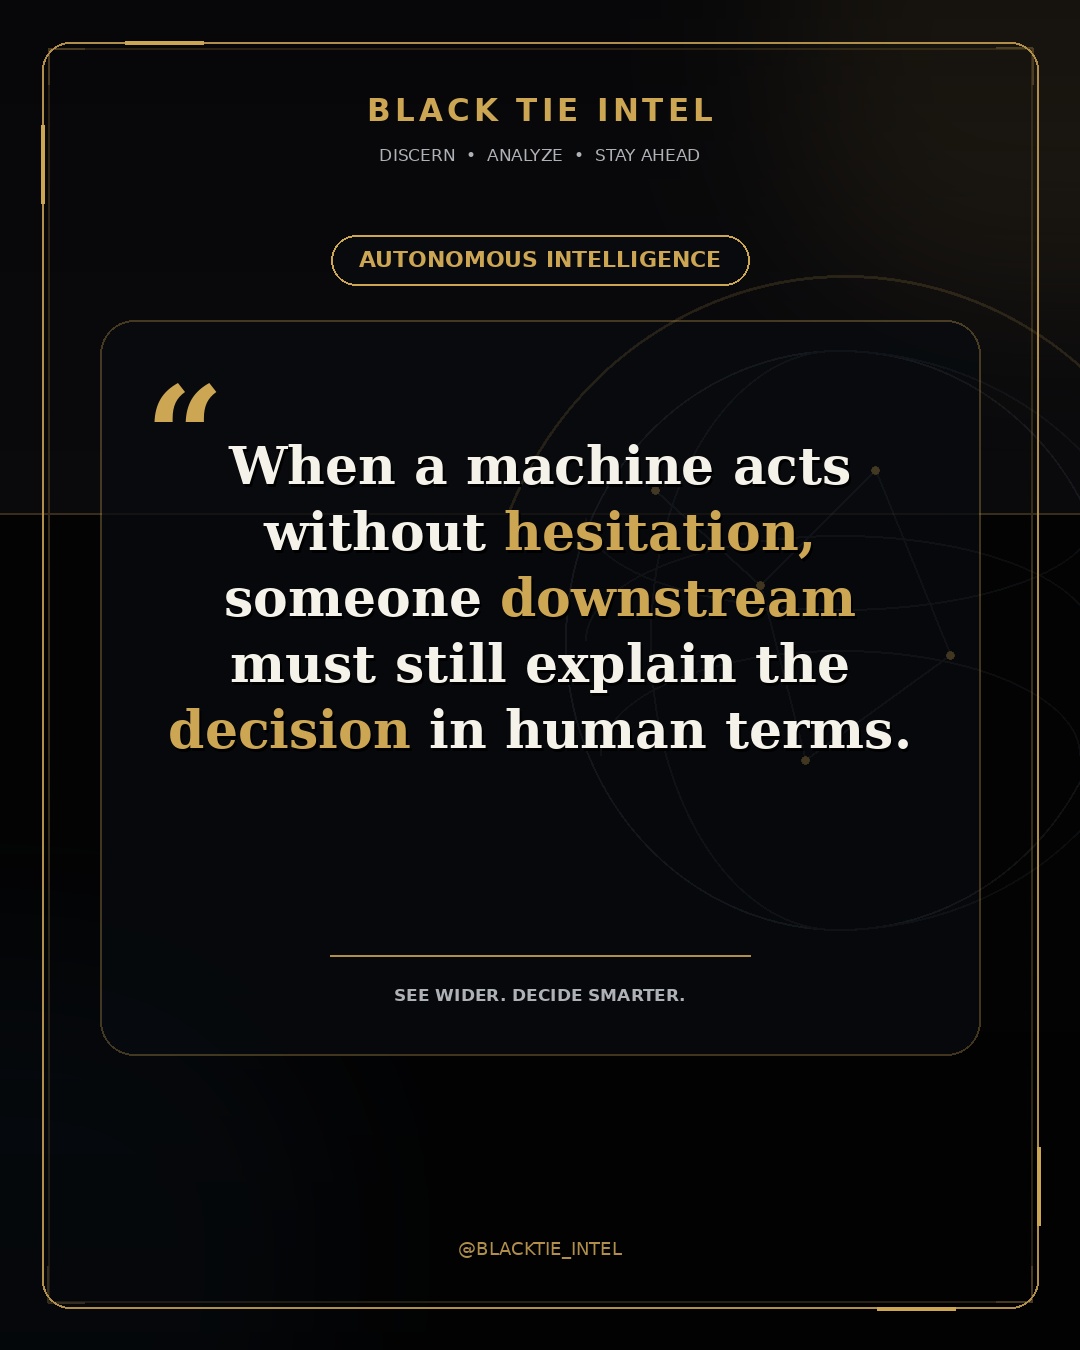 BLACK TIE INTEL
DISCERN • ANALYZE • STAY AHEAD
AUTONOMOUS INTELLIGENCE
“
When a machine acts
without hesitation,
someone downstream
must still explain the
decision in human terms.
SEE WIDER. DECIDE SMARTER.
@BLACKTIE_INTEL